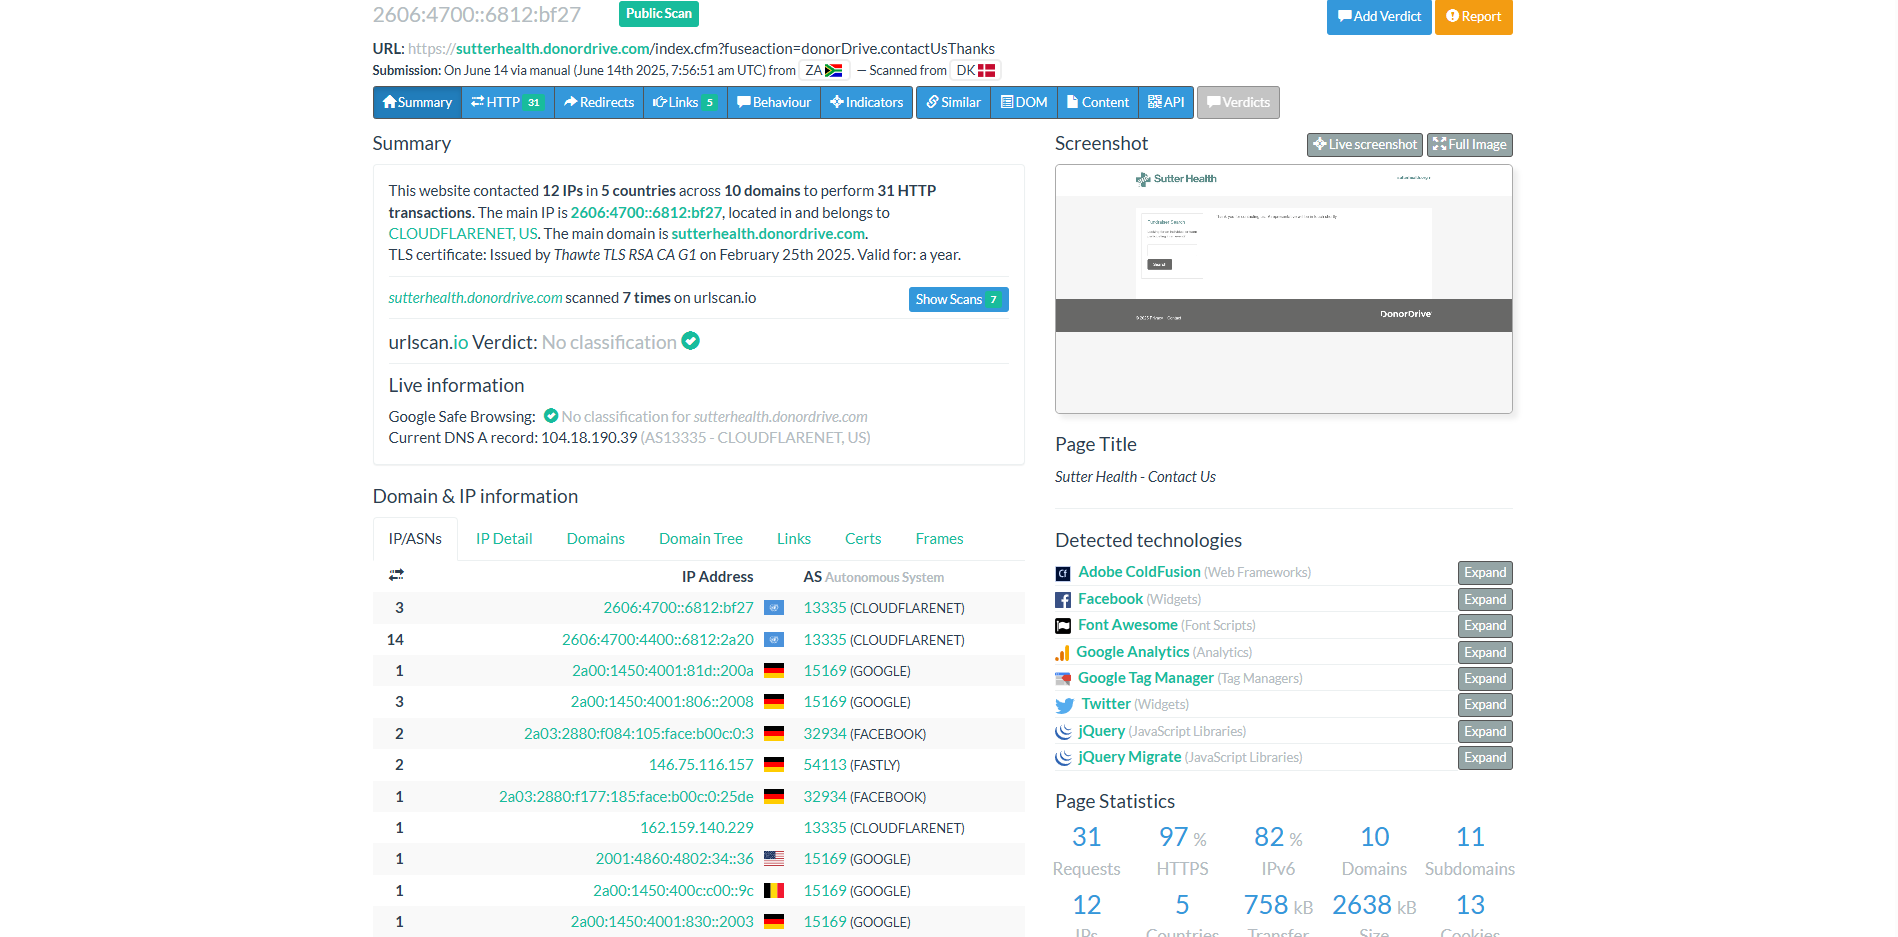 2606:4700::6812:bf27 Public Scan Add Verdict Report
URL: https://sutterhealth.donordrive.com/index.cfm?fuseaction=donorDrive.contactUsThanks
Submission: On June 14 via manual (June 14th 2025, 7:56:51 am UTC) from ZA — Scanned from DK
Summary HTTP 31 Redirects Links 5 Behaviour Indicators Similar DOM Content API Verdicts
Summary
This website contacted 12 IPs in 5 countries across 10 domains to perform 31 HTTP
transactions. The main IP is 2606:4700::6812:bf27, located in and belongs to
CLOUDFLARENET, US. The main domain is sutterhealth.donordrive.com.
TLS certificate: Issued by Thawte TLS RSA CA G1 on February 25th 2025. Valid for: a year.
sutterhealth.donordrive.com scanned 7 times on urlscan.io Show Scans 7
urlscan.io Verdict: No classification
Live information
Google Safe Browsing: No classification for sutterhealth.donordrive.com
Current DNS A record: 104.18.190.39 (AS13335 - CLOUDFLARENET, US)
Domain & IP information
IP/ASNs IP Detail Domains Domain Tree Links Certs Frames
IP Address AS Autonomous System
3 2606:4700::6812:bf27 13335 (CLOUDFLARENET)
14 2606:4700:4400::6812:2a20 13335 (CLOUDFLARENET)
1 2a00:1450:4001:81d::200a 15169 (GOOGLE)
3 2a00:1450:4001:806::2008 15169 (GOOGLE)
2 2a03:2880:f084:105:face:b00c:0:3 32934 (FACEBOOK)
2 146.75.116.157 54113 (FASTLY)
1 2a03:2880:f177:185:face:b00c:0:25de 32934 (FACEBOOK)
1 162.159.140.229 13335 (CLOUDFLARENET)
1 2001:4860:4802:34::36 15169 (GOOGLE)
1 2a00:1450:400c:c00::9c 15169 (GOOGLE)
1 2a00:1450:4001:830::2003 15169 (GOOGLE)
Screenshot Live screenshot Full Image
Sutter Health
Fundraiser Search
Search
© 2025 Privacy Contact DonorDrive
Page Title
Sutter Health - Contact Us
Detected technologies
Adobe ColdFusion (Web Frameworks) Expand
Facebook (Widgets) Expand
Font Awesome (Font Scripts) Expand
Google Analytics (Analytics) Expand
Google Tag Manager (Tag Managers) Expand
Twitter (Widgets) Expand
jQuery (JavaScript Libraries) Expand
jQuery Migrate (JavaScript Libraries) Expand
Page Statistics
31 97 % 82 % 10 11
Requests HTTPS IPv6 Domains Subdomains
12 5 758 kB 2638 kB 13
IPs Countries Transfer Size Cookies